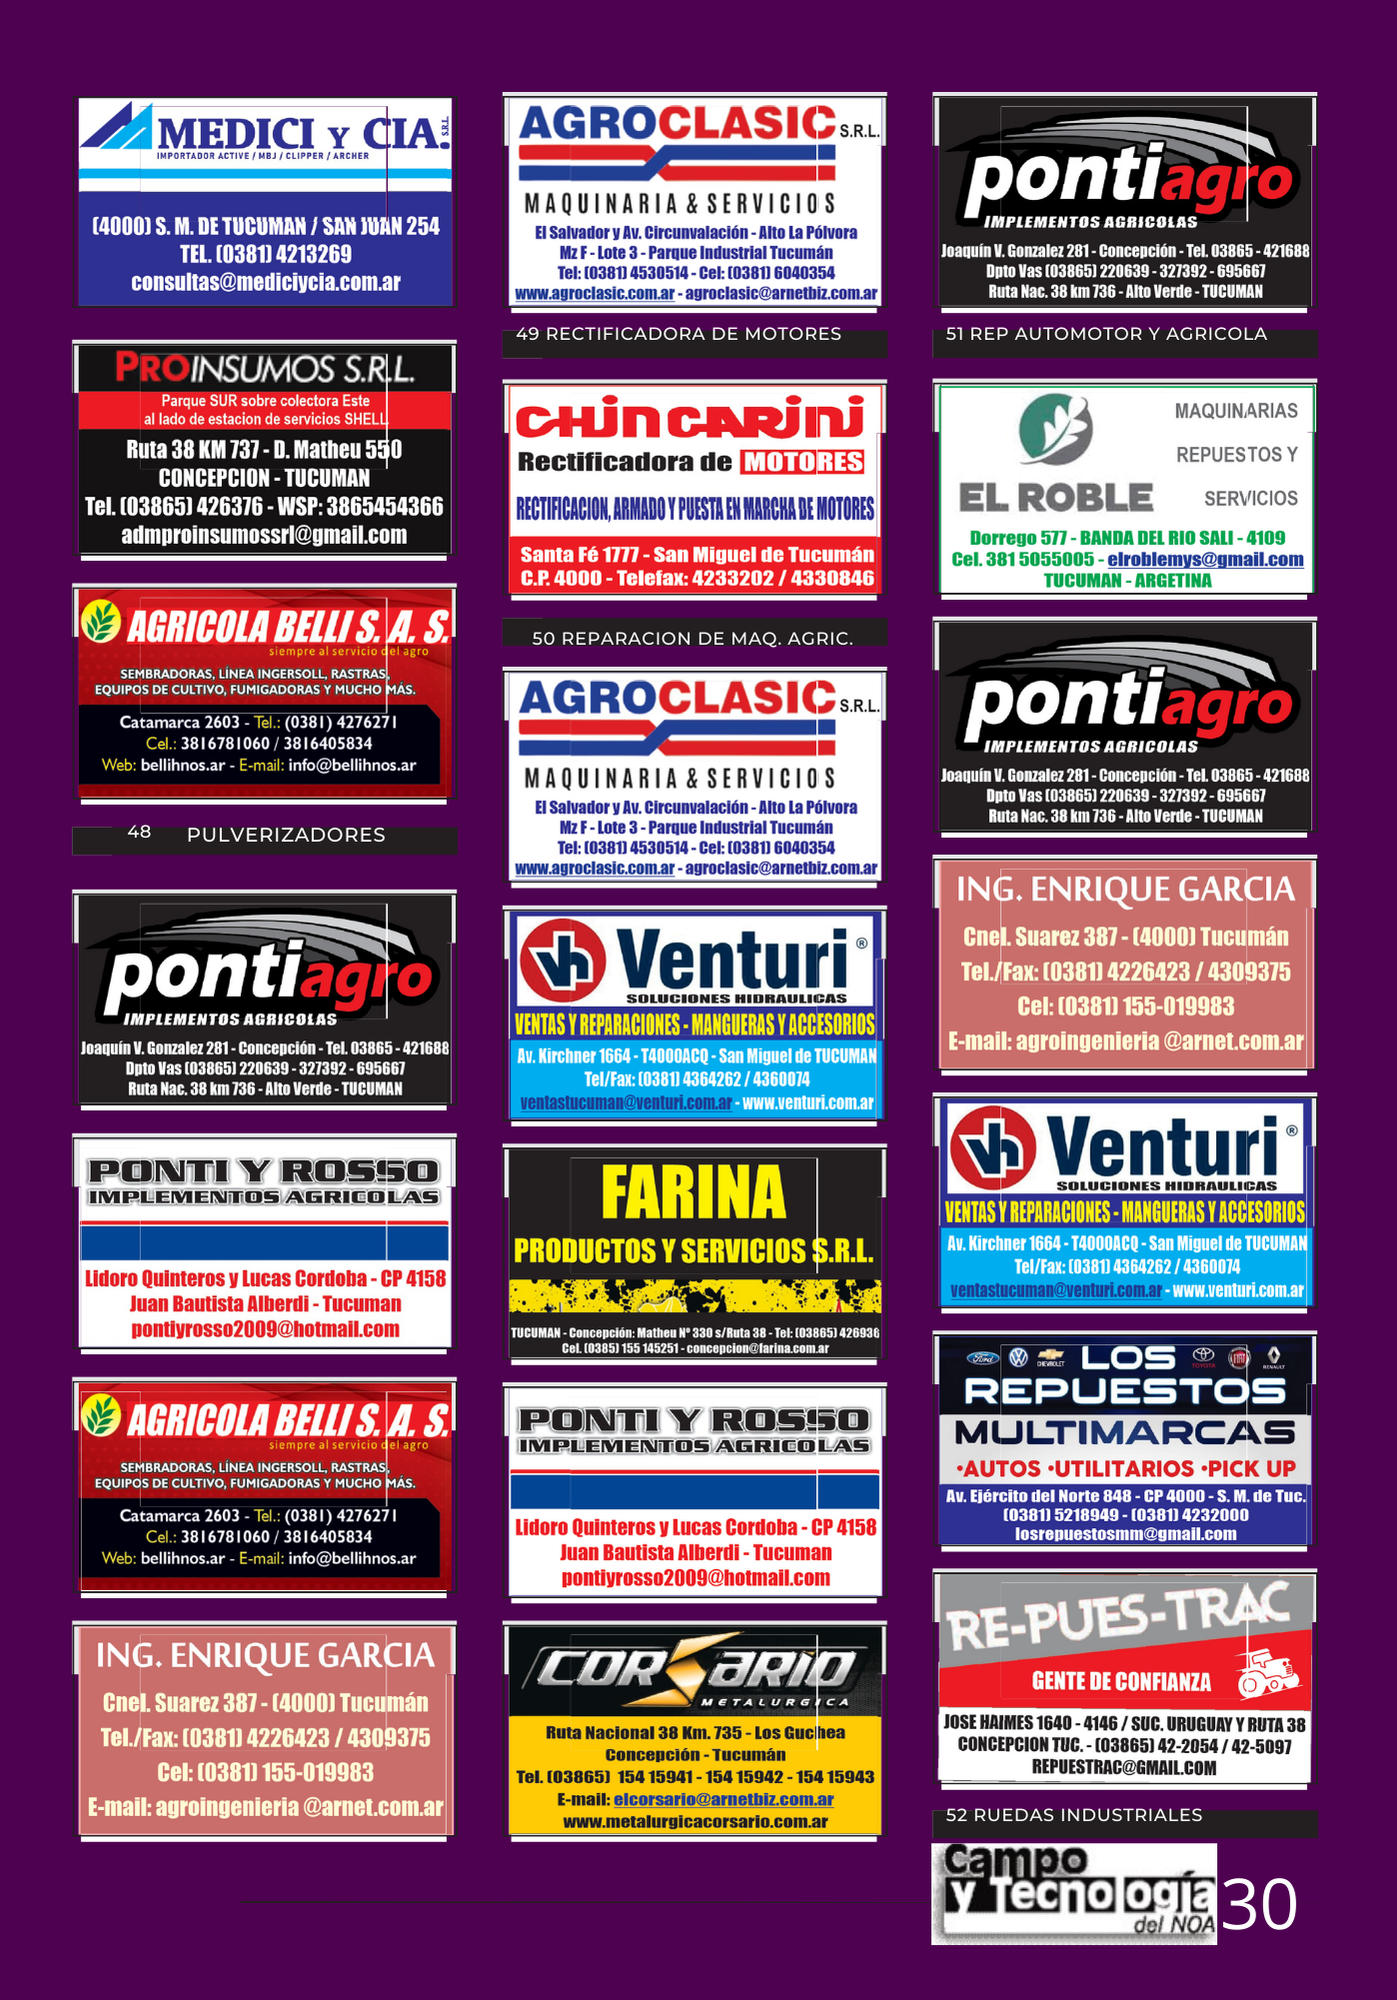 MEDICI Y CIA. S.R.L.
IMPORTADOR ACTIVE / MBJ / CLIPPER / ARCHER
(4000) S. M. DE TUCUMAN / SAN JUAN 254
TEL. (0381) 4213269
consultas@mediciycia.com.ar
PROINSUMOS S.R.L.
Parque SUR sobre colectora Este
al lado de estacion de servicios SHELL
Ruta 38 KM 737 - D. Matheu 550
CONCEPCION - TUCUMAN
Tel. (03865) 426376 - WSP: 3865454366
admproinsumossrl@gmail.com
AGRICOLA BELLI S. A. S.
siempre al servicio del agro
SEMBRADORAS, LÍNEA INGERSOLL, RASTRAS,
EQUIPOS DE CULTIVO, FUMIGADORAS Y MUCHO MÁS.
Catamarca 2603 - Tel.: (0381) 4276271
Cel.: 3816781060 / 3816405834
Web: bellihnos.ar - E-mail: info@bellihnos.ar
48 PULVERIZADORES
pontiagro
IMPLEMENTOS AGRICOLAS
Joaquín V. Gonzalez 281 - Concepción - Tel. 03865 - 421688
Dpto Vas (03865) 220639 - 327392 - 695667
Ruta Nac. 38 km 736 - Alto Verde - TUCUMAN
PONTI Y ROSSO
IMPLEMENTOS AGRICOLAS
Lidoro Quinteros y Lucas Cordoba - CP 4158
Juan Bautista Alberdi - Tucuman
pontiyrosso2009@hotmail.com
AGRICOLA BELLI S. A. S.
siempre al servicio del agro
SEMBRADORAS, LÍNEA INGERSOLL, RASTRAS,
EQUIPOS DE CULTIVO, FUMIGADORAS Y MUCHO MÁS.
Catamarca 2603 - Tel.: (0381) 4276271
Cel.: 3816781060 / 3816405834
Web: bellihnos.ar - E-mail: info@bellihnos.ar
ING. ENRIQUE GARCIA
Cnel. Suarez 387 - (4000) Tucumán
Tel./Fax: (0381) 4226423 / 4309375
Cel: (0381) 155-019983
E-mail: agroingenieria @arnet.com.ar
AGROCLASIC S.R.L.
MAQUINARIA & SERVICIOS
El Salvador y Av. Circunvalación - Alto La Pólvora
Mz F - Lote 3 - Parque Industrial Tucumán
Tel: (0381) 4530514 - Cel: (0381) 6040354
www.agroclasic.com.ar - agroclasic@arnetbiz.com.ar
49 RECTIFICADORA DE MOTORES
CHINCARINI
Rectificadora de MOTORES
RECTIFICACION, ARMADO Y PUESTA EN MARCHA DE MOTORES
Santa Fé 1777 - San Miguel de Tucumán
C.P. 4000 - Telefax: 4233202 / 4330846
50 REPARACION DE MAQ. AGRIC.
AGROCLASIC S.R.L.
MAQUINARIA & SERVICIOS
El Salvador y Av. Circunvalación - Alto La Pólvora
Mz F - Lote 3 - Parque Industrial Tucumán
Tel: (0381) 4530514 - Cel: (0381) 6040354
www.agroclasic.com.ar - agroclasic@arnetbiz.com.ar
vh Venturi ®
SOLUCIONES HIDRAULICAS
VENTAS Y REPARACIONES - MANGUERAS Y ACCESORIOS
Av. Kirchner 1664 - T4000ACQ - San Miguel de TUCUMAN
Tel/Fax: (0381) 4364262 / 4360074
ventastucuman@venturi.com.ar - www.venturi.com.ar
FARINA
PRODUCTOS Y SERVICIOS S.R.L.
TUCUMAN - Concepción: Matheu Nº 330 s/Ruta 38 - Tel: (03865) 426936
Cel. (0385) 155 145251 - concepcion@farina.com.ar
PONTI Y ROSSO
IMPLEMENTOS AGRICOLAS
Lidoro Quinteros y Lucas Cordoba - CP 4158
Juan Bautista Alberdi - Tucuman
pontiyrosso2009@hotmail.com
CORSARIO
METALURGICA
Ruta Nacional 38 Km. 735 - Los Guchea
Concepción - Tucumán
Tel. (03865) 154 15941 - 154 15942 - 154 15943
E-mail: elcorsario@arnetbiz.com.ar
www.metalurgicacorsario.com.ar
pontiagro
IMPLEMENTOS AGRICOLAS
Joaquín V. Gonzalez 281 - Concepción - Tel. 03865 - 421688
Dpto Vas (03865) 220639 - 327392 - 695667
Ruta Nac. 38 km 736 - Alto Verde - TUCUMAN
51 REP AUTOMOTOR Y AGRICOLA
MAQUINARIAS
REPUESTOS Y
SERVICIOS
EL ROBLE
Dorrego 577 - BANDA DEL RIO SALI - 4109
Cel. 381 5055005 - elroblemys@gmail.com
TUCUMAN - ARGETINA
pontiagro
IMPLEMENTOS AGRICOLAS
Joaquín V. Gonzalez 281 - Concepción - Tel. 03865 - 421688
Dpto Vas (03865) 220639 - 327392 - 695667
Ruta Nac. 38 km 736 - Alto Verde - TUCUMAN
ING. ENRIQUE GARCIA
Cnel. Suarez 387 - (4000) Tucumán
Tel./Fax: (0381) 4226423 / 4309375
Cel: (0381) 155-019983
E-mail: agroingenieria @arnet.com.ar
vh Venturi ®
SOLUCIONES HIDRAULICAS
VENTAS Y REPARACIONES - MANGUERAS Y ACCESORIOS
Av. Kirchner 1664 - T4000ACQ - San Miguel de TUCUMAN
Tel/Fax: (0381) 4364262 / 4360074
ventastucuman@venturi.com.ar - www.venturi.com.ar
Ford CHEVROLET LOS TOYOTA FIAT RENAULT
REPUESTOS
MULTIMARCAS
•AUTOS •UTILITARIOS •PICK UP
Av. Ejército del Norte 848 - CP 4000 - S. M. de Tuc.
(0381) 5218949 - (0381) 4232000
losrepuestosmm@gmail.com
RE-PUES-TRAC
GENTE DE CONFIANZA
JOSE HAIMES 1640 - 4146 / SUC. URUGUAY Y RUTA 38
CONCEPCION TUC. - (03865) 42-2054 / 42-5097
REPUESTRAC@GMAIL.COM
52 RUEDAS INDUSTRIALES
Campo
y Tecnología
del NOA
30